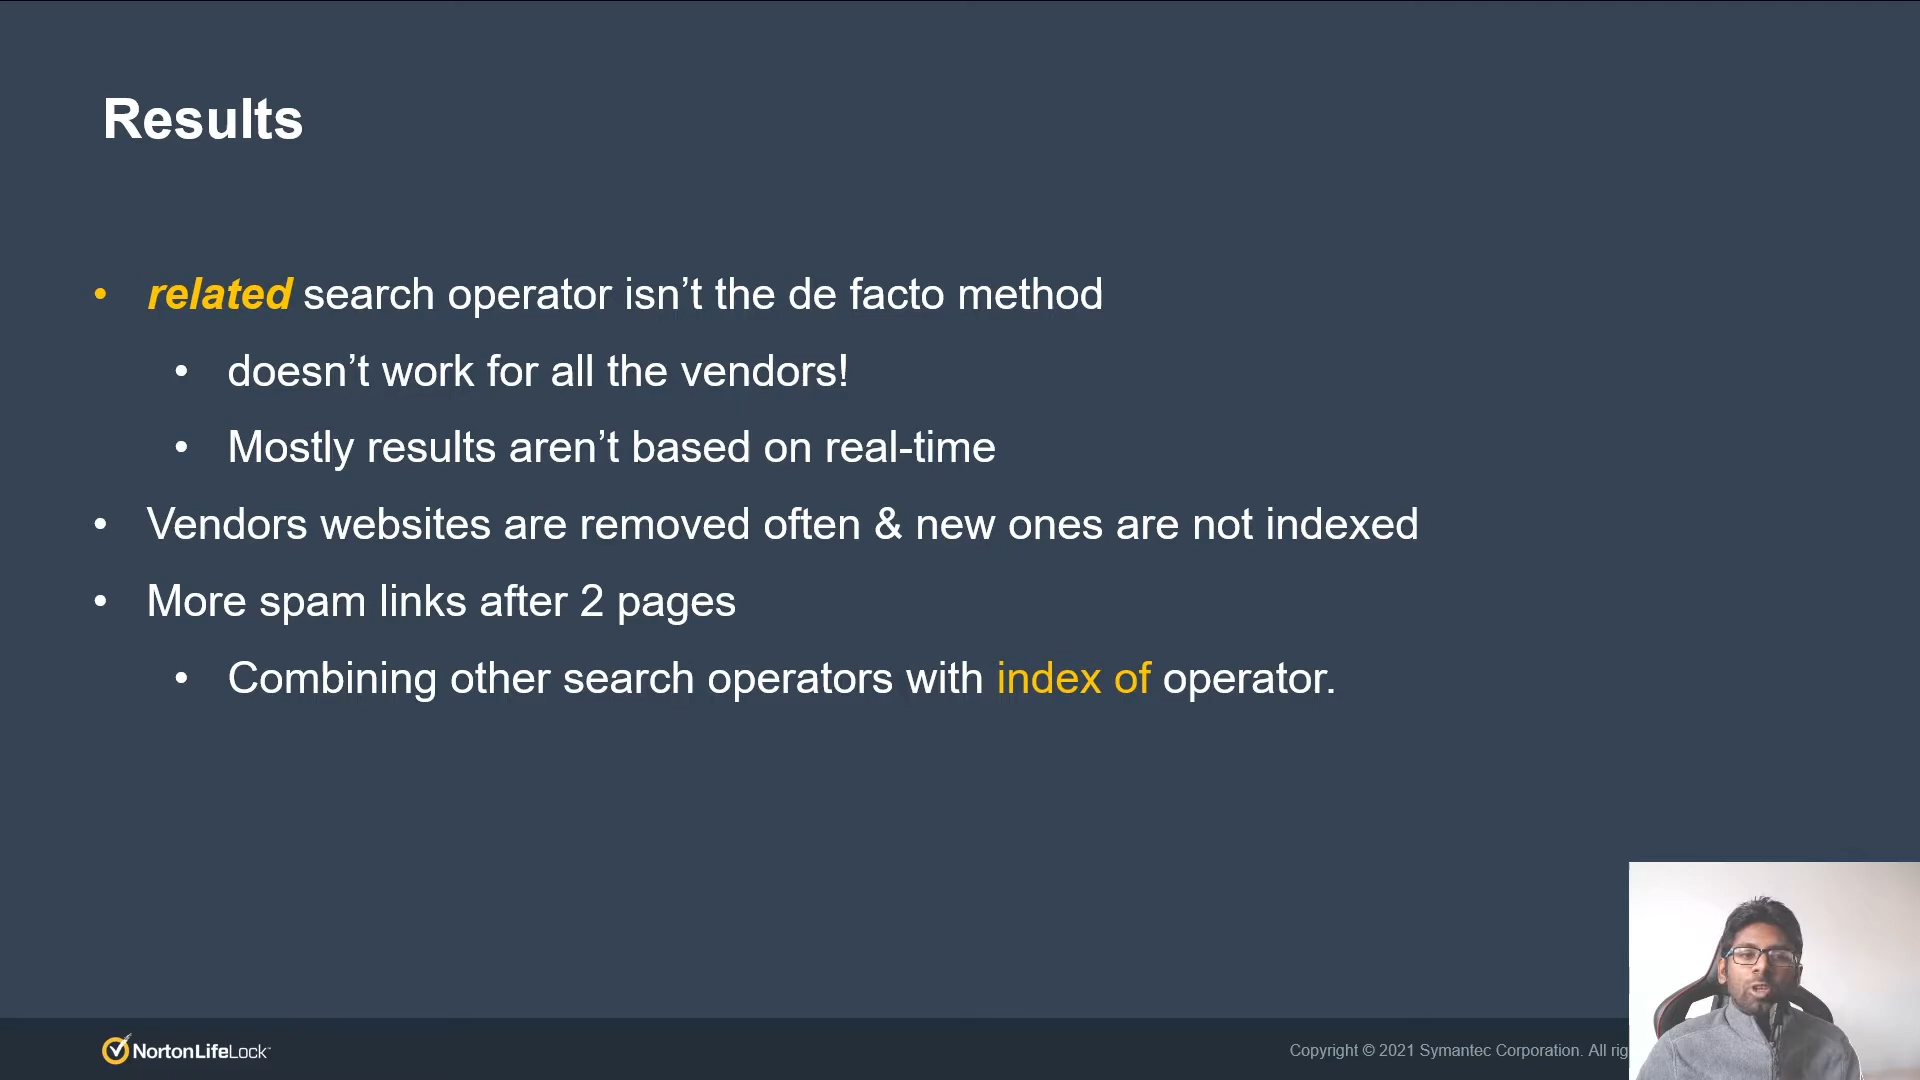 Results
• related search operator isn’t the de facto method
• doesn’t work for all the vendors!
• Mostly results aren’t based on real-time
• Vendors websites are removed often & new ones are not indexed
• More spam links after 2 pages
• Combining other search operators with index of operator.
NortonLifeLock
Copyright © 2021 Symantec Corporation. All rig